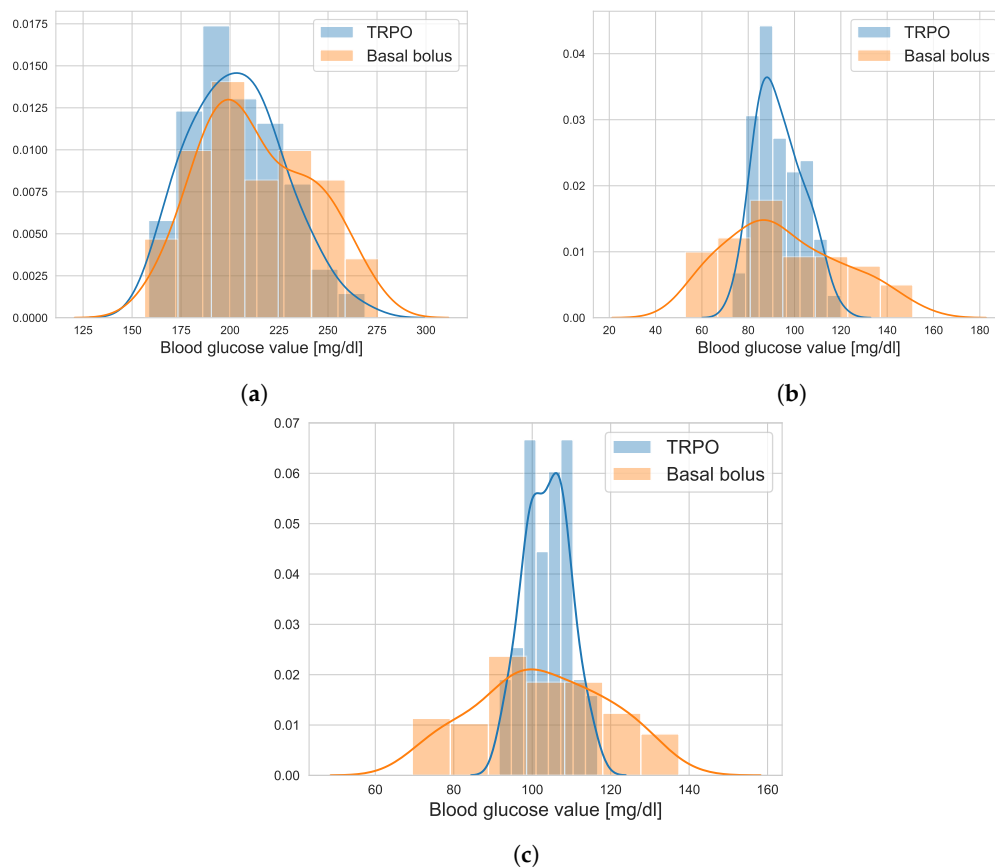 0.0175
0.0150
0.0125
0.0100
0.0075
0.0050
0.0025
0.0000
125 150 175 200 225 250 275 300
Blood glucose value [mg/dl]
TRPO
Basal bolus
(a)
0.04
0.03
0.02
0.01
0.00
20 40 60 80 100 120 140 160 180
Blood glucose value [mg/dl]
TRPO
Basal bolus
(b)
0.07
0.06
0.05
0.04
0.03
0.02
0.01
0.00
60 80 100 120 140 160
Blood glucose value [mg/dl]
TRPO
Basal bolus
(c)